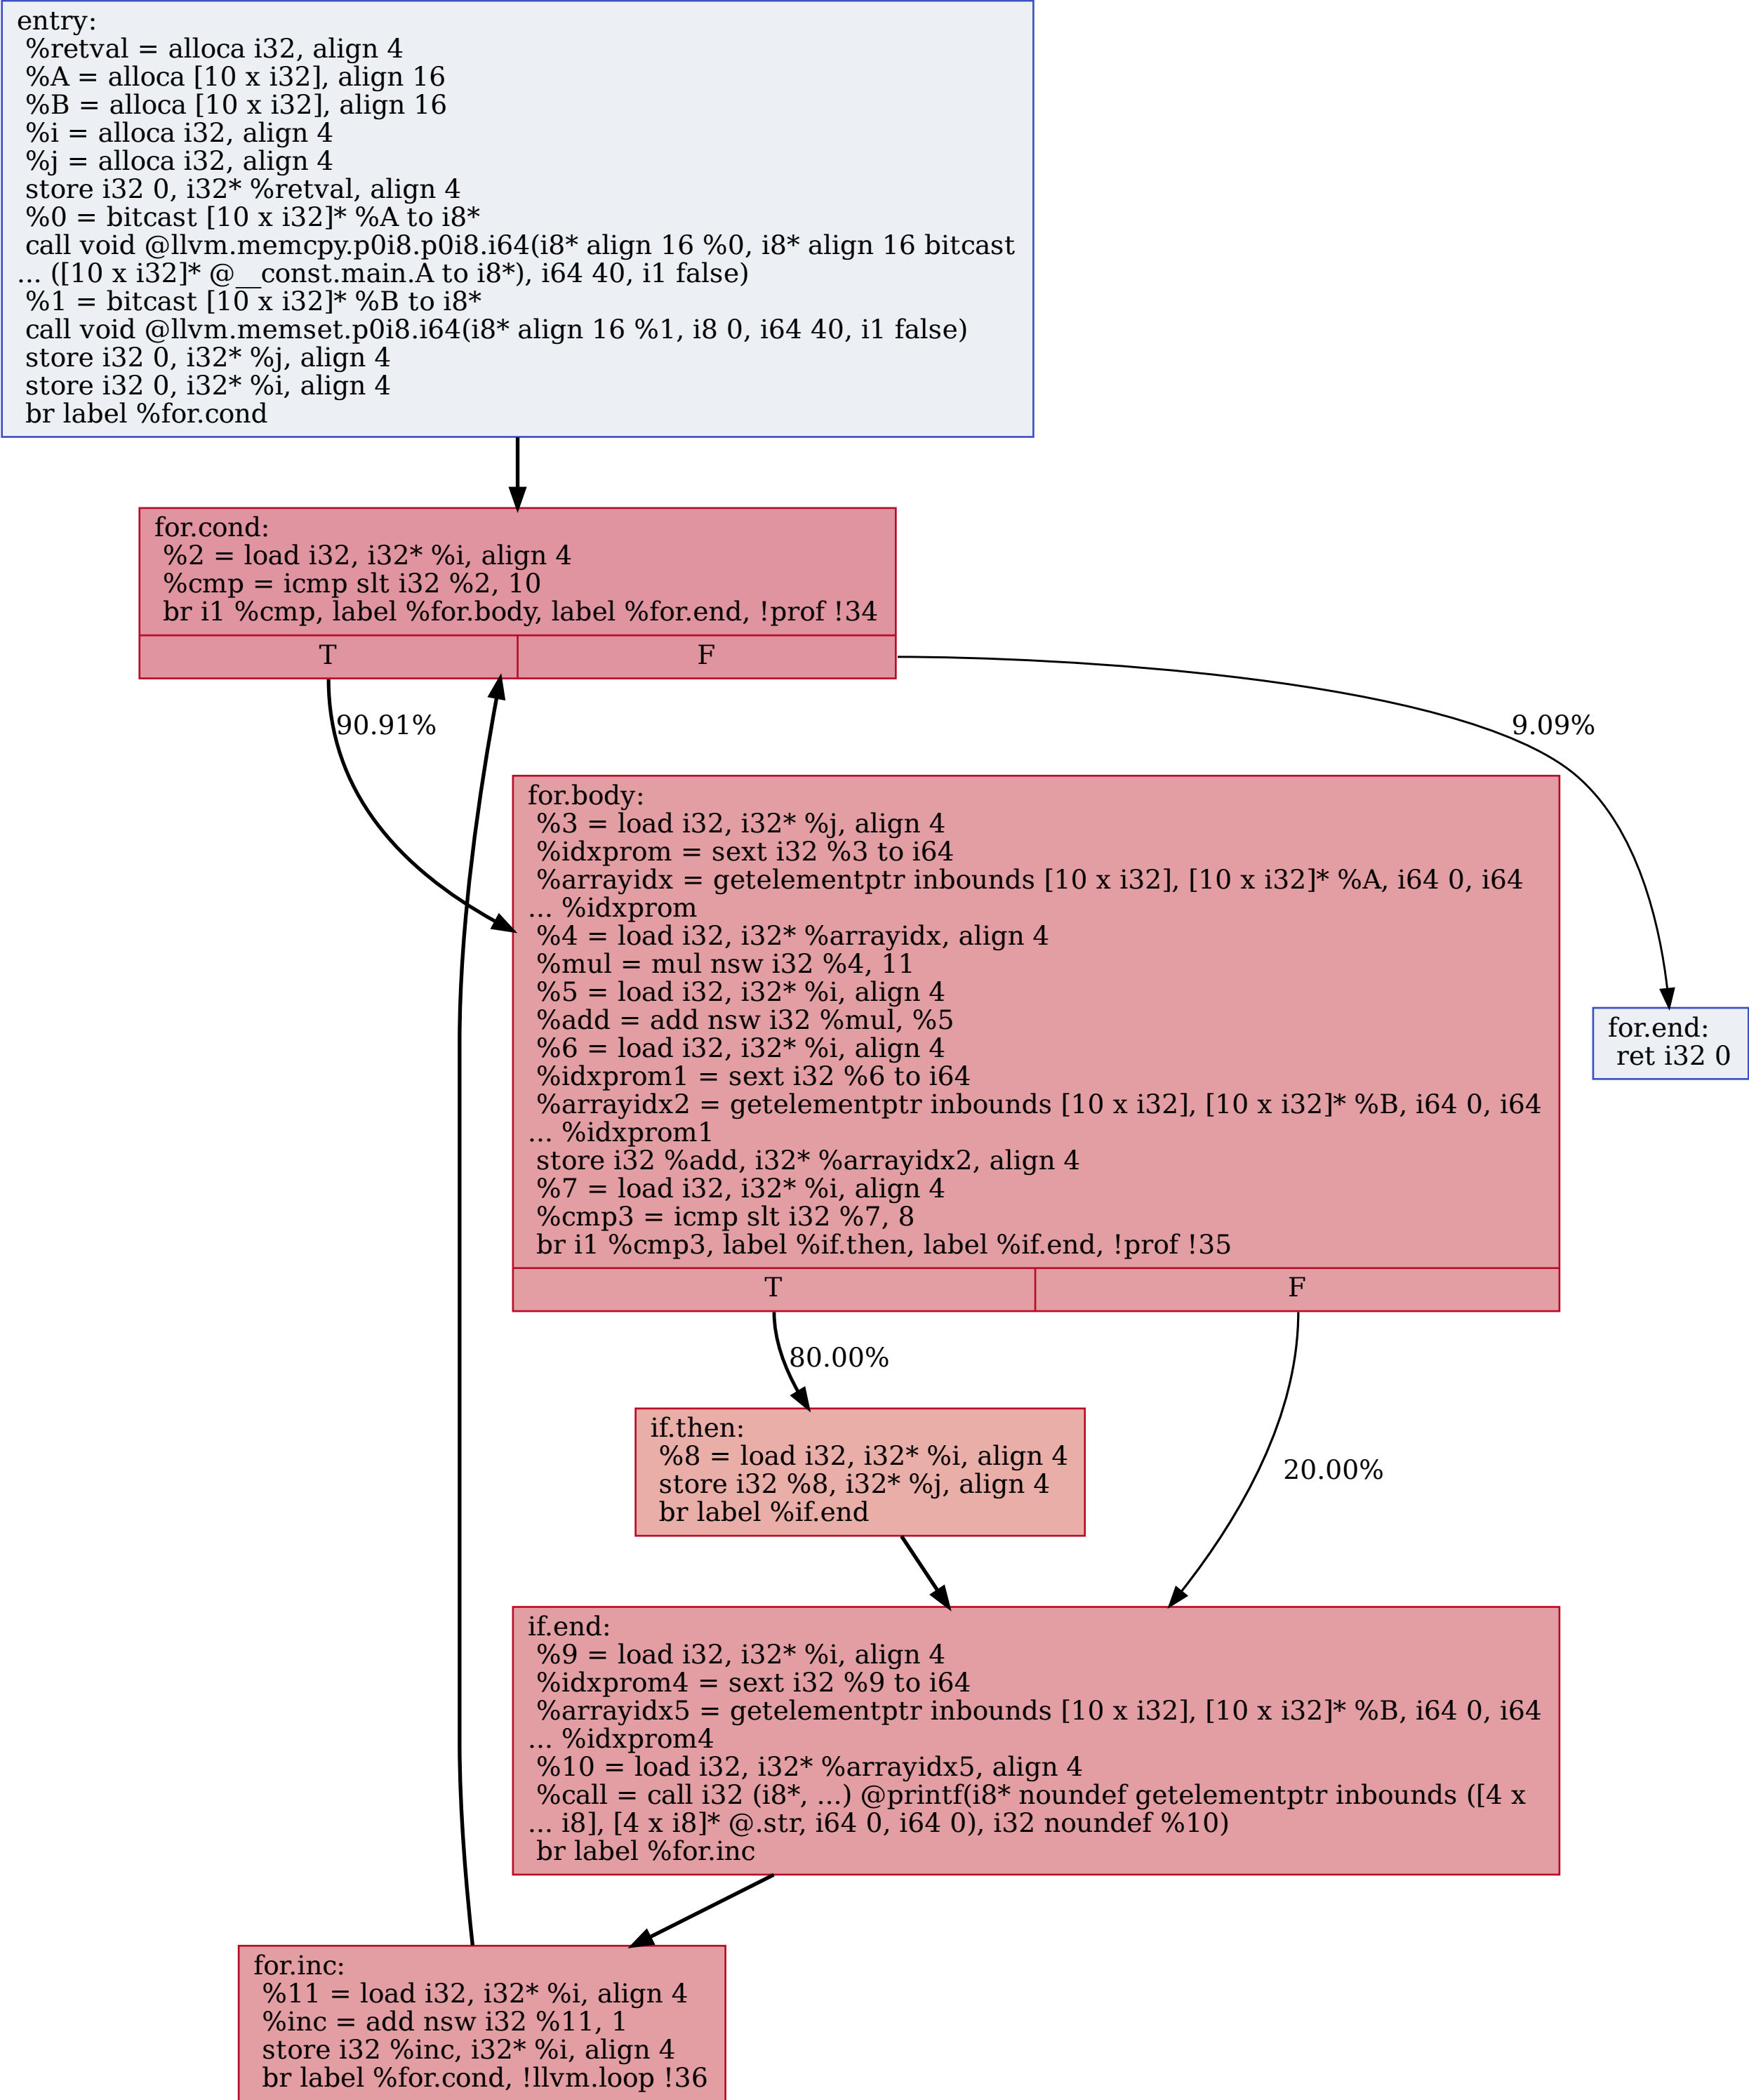 entry:
%retval = alloca i32, align 4
%A = alloca [10 x i32], align 16
%B = alloca [10 x i32], align 16
%i = alloca i32, align 4
%j = alloca i32, align 4
store i32 0, i32* %retval, align 4
%0 = bitcast [10 x i32]* %A to i8*
call void @llvm.memcpy.p0i8.p0i8.i64(i8* align 16 %0, i8* align 16 bitcast
... ([10 x i32]* @__const.main.A to i8*), i64 40, i1 false)
%1 = bitcast [10 x i32]* %B to i8*
call void @llvm.memset.p0i8.i64(i8* align 16 %1, i8 0, i64 40, i1 false)
store i32 0, i32* %j, align 4
store i32 0, i32* %i, align 4
br label %for.cond
for.cond:
%2 = load i32, i32* %i, align 4
%cmp = icmp slt i32 %2, 10
br i1 %cmp, label %for.body, label %for.end, !prof !34
T F
90.91% 9.09%
for.body:
%3 = load i32, i32* %j, align 4
%idxprom = sext i32 %3 to i64
%arrayidx = getelementptr inbounds [10 x i32], [10 x i32]* %A, i64 0, i64
... %idxprom
%4 = load i32, i32* %arrayidx, align 4
%mul = mul nsw i32 %4, 11
%5 = load i32, i32* %i, align 4
%add = add nsw i32 %mul, %5
%6 = load i32, i32* %i, align 4
%idxprom1 = sext i32 %6 to i64
%arrayidx2 = getelementptr inbounds [10 x i32], [10 x i32]* %B, i64 0, i64
... %idxprom1
store i32 %add, i32* %arrayidx2, align 4
%7 = load i32, i32* %i, align 4
%cmp3 = icmp slt i32 %7, 8
br i1 %cmp3, label %if.then, label %if.end, !prof !35
T F
for.end:
ret i32 0
80.00%
if.then:
%8 = load i32, i32* %i, align 4
store i32 %8, i32* %j, align 4
br label %if.end
20.00%
if.end:
%9 = load i32, i32* %i, align 4
%idxprom4 = sext i32 %9 to i64
%arrayidx5 = getelementptr inbounds [10 x i32], [10 x i32]* %B, i64 0, i64
... %idxprom4
%10 = load i32, i32* %arrayidx5, align 4
%call = call i32 (i8*, ...) @printf(i8* noundef getelementptr inbounds ([4 x
... i8], [4 x i8]* @.str, i64 0, i64 0), i32 noundef %10)
br label %for.inc
for.inc:
%11 = load i32, i32* %i, align 4
%inc = add nsw i32 %11, 1
store i32 %inc, i32* %i, align 4
br label %for.cond, !llvm.loop !36